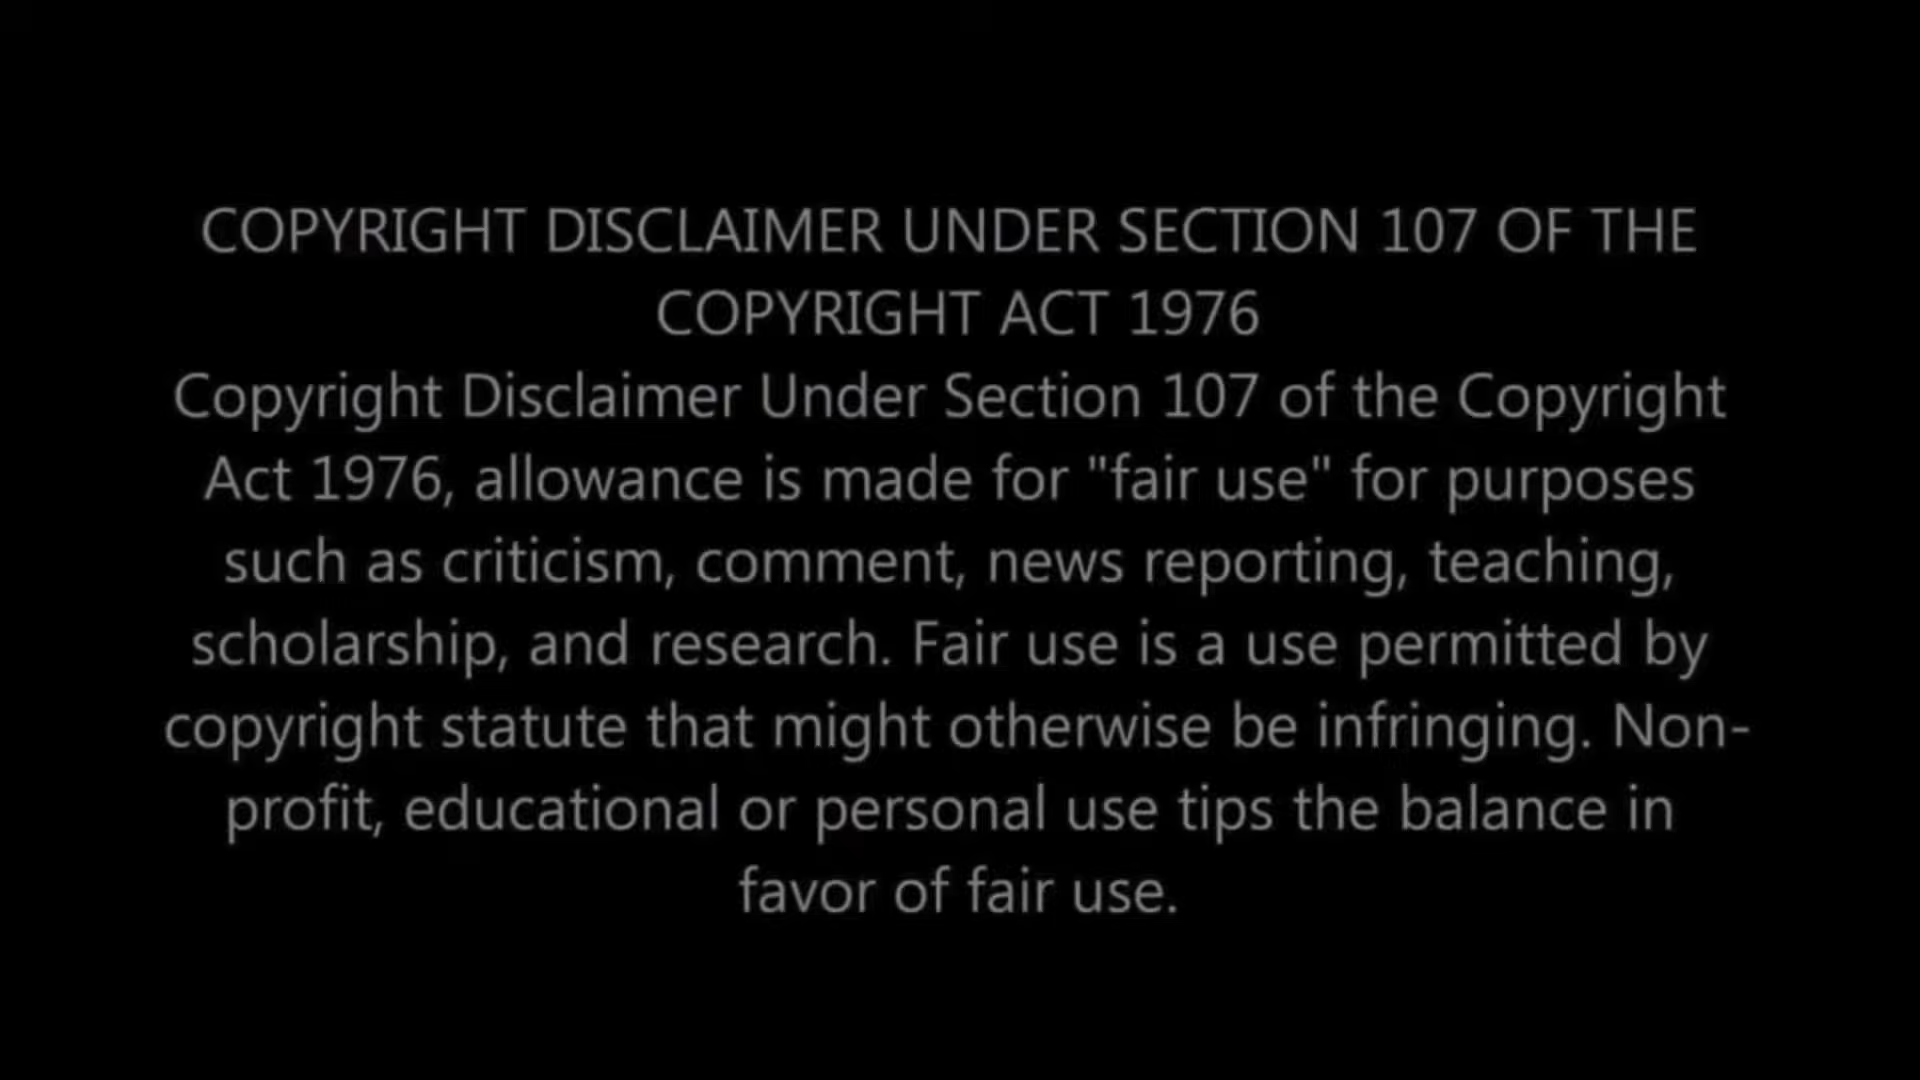 COPYRIGHT DISCLAIMER UNDER SECTION 107 OF THE
COPYRIGHT ACT 1976
Copyright Disclaimer Under Section 107 of the Copyright
Act 1976, allowance is made for "fair use" for purposes
such as criticism, comment, news reporting, teaching,
scholarship, and research. Fair use is a use permitted by
copyright statute that might otherwise be infringing. Non-
profit, educational or personal use tips the balance in
favor of fair use.